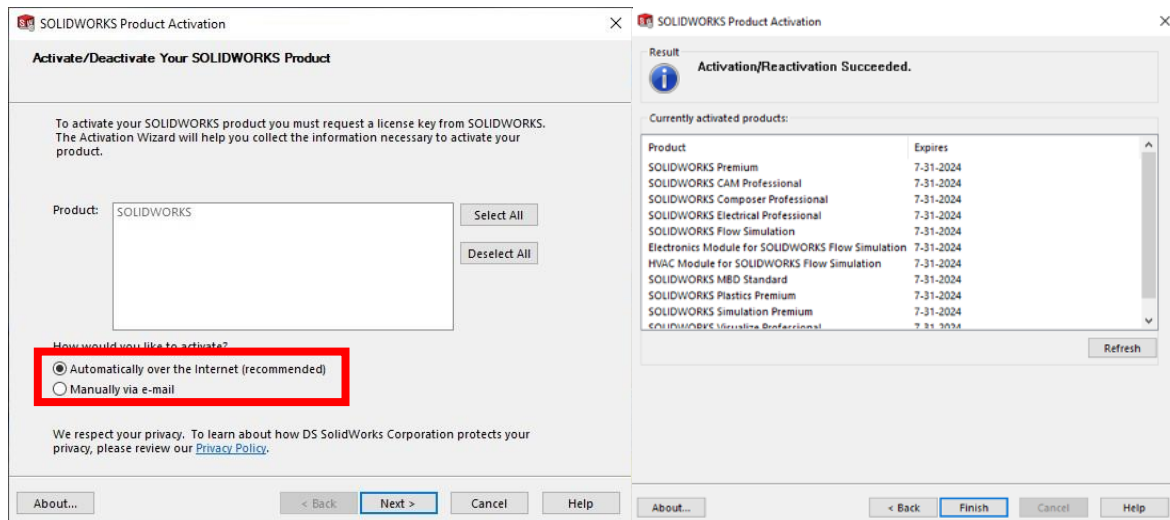 SOLIDWORKS Product Activation
Activate/Deactivate Your SOLIDWORKS Product
To activate your SOLIDWORKS product you must request a license key from SOLIDWORKS.
The Activation Wizard will help you collect the information necessary to activate your
product.
Product:
SOLIDWORKS
Select All
Deselect All
How would you like to activate?
Automatically over the Internet (recommended)
Manually via e-mail
We respect your privacy. To learn about how DS SolidWorks Corporation protects your
privacy, please review our Privacy Policy.
About... < Back Next > Cancel Help
SOLIDWORKS Product Activation
Result
Activation/Reactivation Succeeded.
Currently activated products:
Product Expires
SOLIDWORKS Premium 7-31-2024
SOLIDWORKS CAM Professional 7-31-2024
SOLIDWORKS Composer Professional 7-31-2024
SOLIDWORKS Electrical Professional 7-31-2024
SOLIDWORKS Flow Simulation 7-31-2024
Electronics Module for SOLIDWORKS Flow Simulation 7-31-2024
HVAC Module for SOLIDWORKS Flow Simulation 7-31-2024
SOLIDWORKS MBD Standard 7-31-2024
SOLIDWORKS Plastics Premium 7-31-2024
SOLIDWORKS Simulation Premium 7-31-2024
SOLIDWORKS Visualize Professional 7-31-2024
Refresh
About... < Back Finish Cancel Help